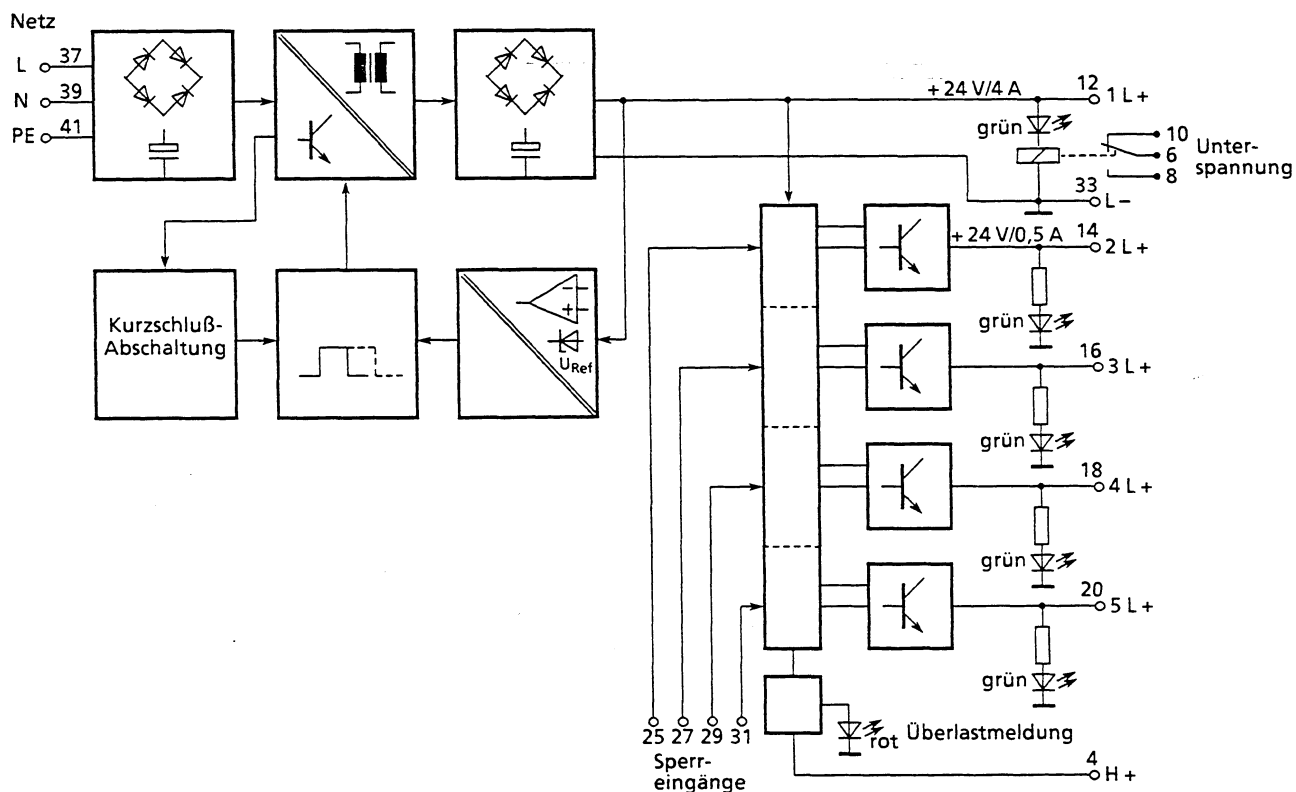 Netz
L 37
N 39
PE 41
+24 V/4 A
12
1 L+
grün
10
6
8
Unter-
spannung
33
L–
+24 V/0,5 A
14
2 L+
grün
Kurzschluß-
Abschaltung
– +
U Ref
16
3 L+
grün
18
4 L+
grün
20
5 L+
grün
25 27 29 31
Sperr-
eingänge
rot
Überlastmeldung
4
H+